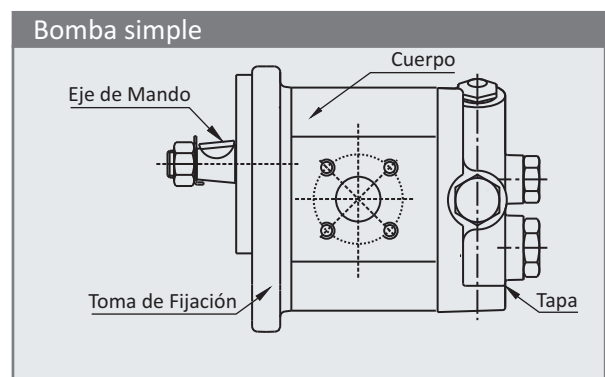 Bomba simple
Cuerpo
Eje de Mando
Toma de Fijación
Tapa